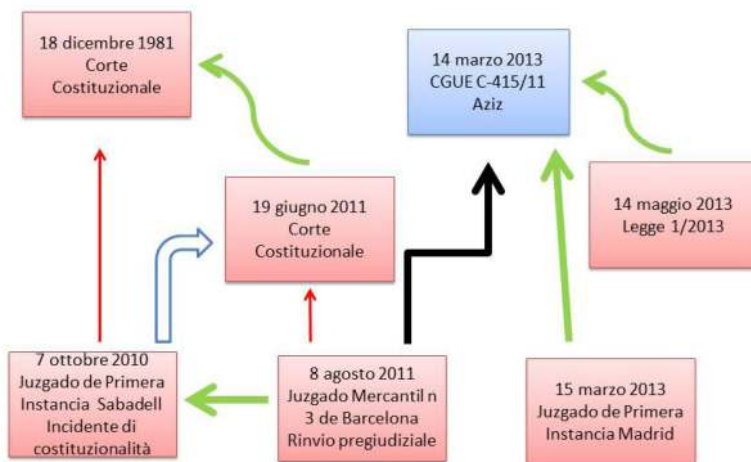 18 dicembre 1981
Corte
Costituzionale
14 marzo 2013
CGUE C-415/11
Aziz
19 giugno 2011
Corte
Costituzionale
14 maggio 2013
Legge 1/2013
7 ottobre 2010
Juzgado de Primera
Instancia Sabadell
Incidente di
costituzionalità
8 agosto 2011
Juzgado Mercantil n
3 de Barcelona
Rinvio pregiudiziale
15 marzo 2013
Juzgado de Primera
Instancia Madrid